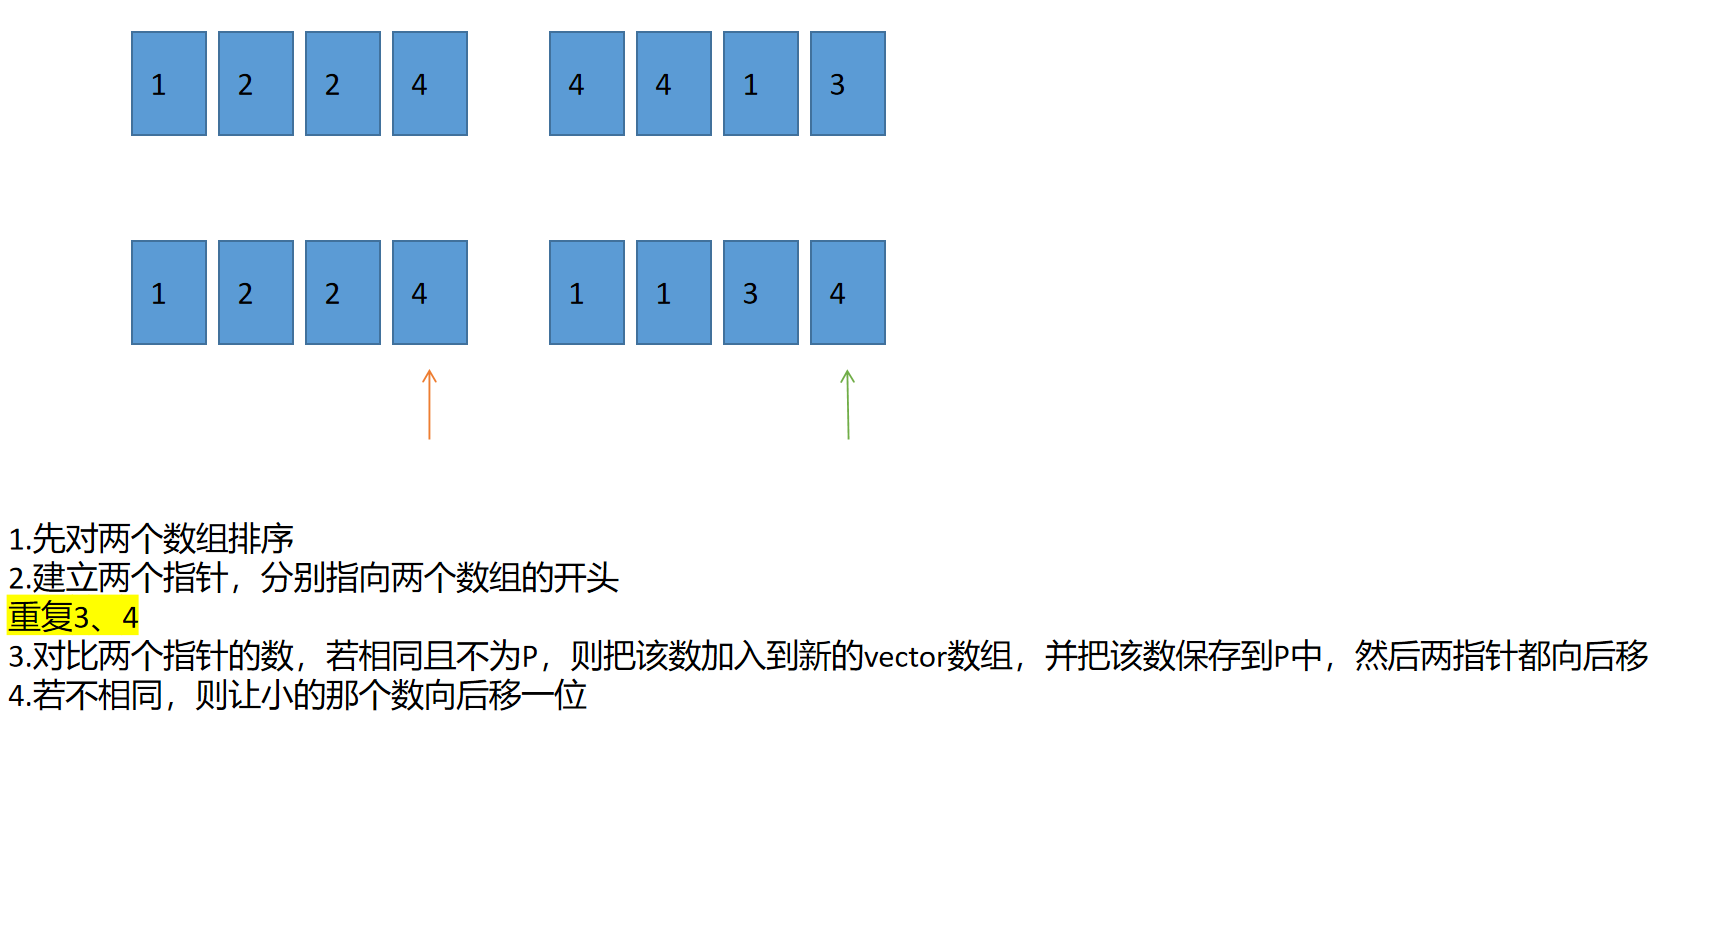 1 2 2 4 4 4 1 3
1 2 2 4 1 1 3 4
1.先对两个数组排序
2.建立两个指针，分别指向两个数组的开头
重复3、4
3.对比两个指针的数，若相同且不为P，则把该数加入到新的vector数组，并把该数保存到P中，然后两指针都向后移
4.若不相同，则让小的那个数向后移一位